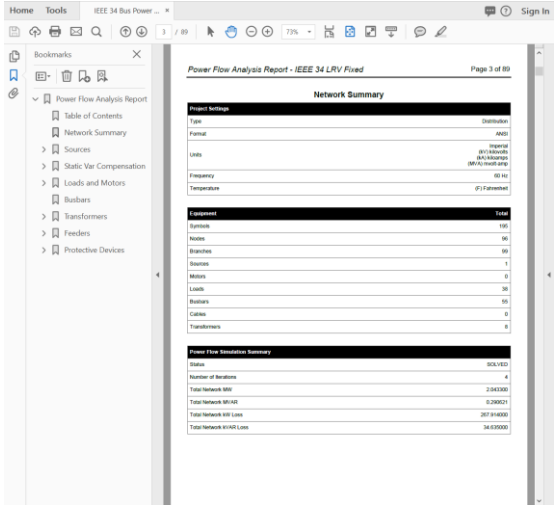 Home Tools IEEE 34 Bus Power ... × Sign In
3 / 89 73%
Bookmarks
Power Flow Analysis Report
Table of Contents
Network Summary
Sources
Static Var Compensation
Loads and Motors
Busbars
Transformers
Feeders
Protective Devices
Power Flow Analysis Report - IEEE 34 LRV Fixed Page 3 of 89
Network Summary
Project Settings
Type Distribution
Format ANSI
Units Imperial
(kV) kilovolts
(kA) kiloamps
(MVA) mvolt-amp
Frequency 60 Hz
Temperature (F) Fahrenheit
Equipment Total
Symbols 195
Nodes 96
Branches 99
Sources 1
Motors 0
Loads 38
Busbars 55
Cables 0
Transformers 8
Power Flow Simulation Summary
Status SOLVED
Number of Iterations 4
Total Network MW 2.043300
Total Network MVAR 0.290621
Total Network kW Loss 267.914000
Total Network kVAR Loss 34.635000